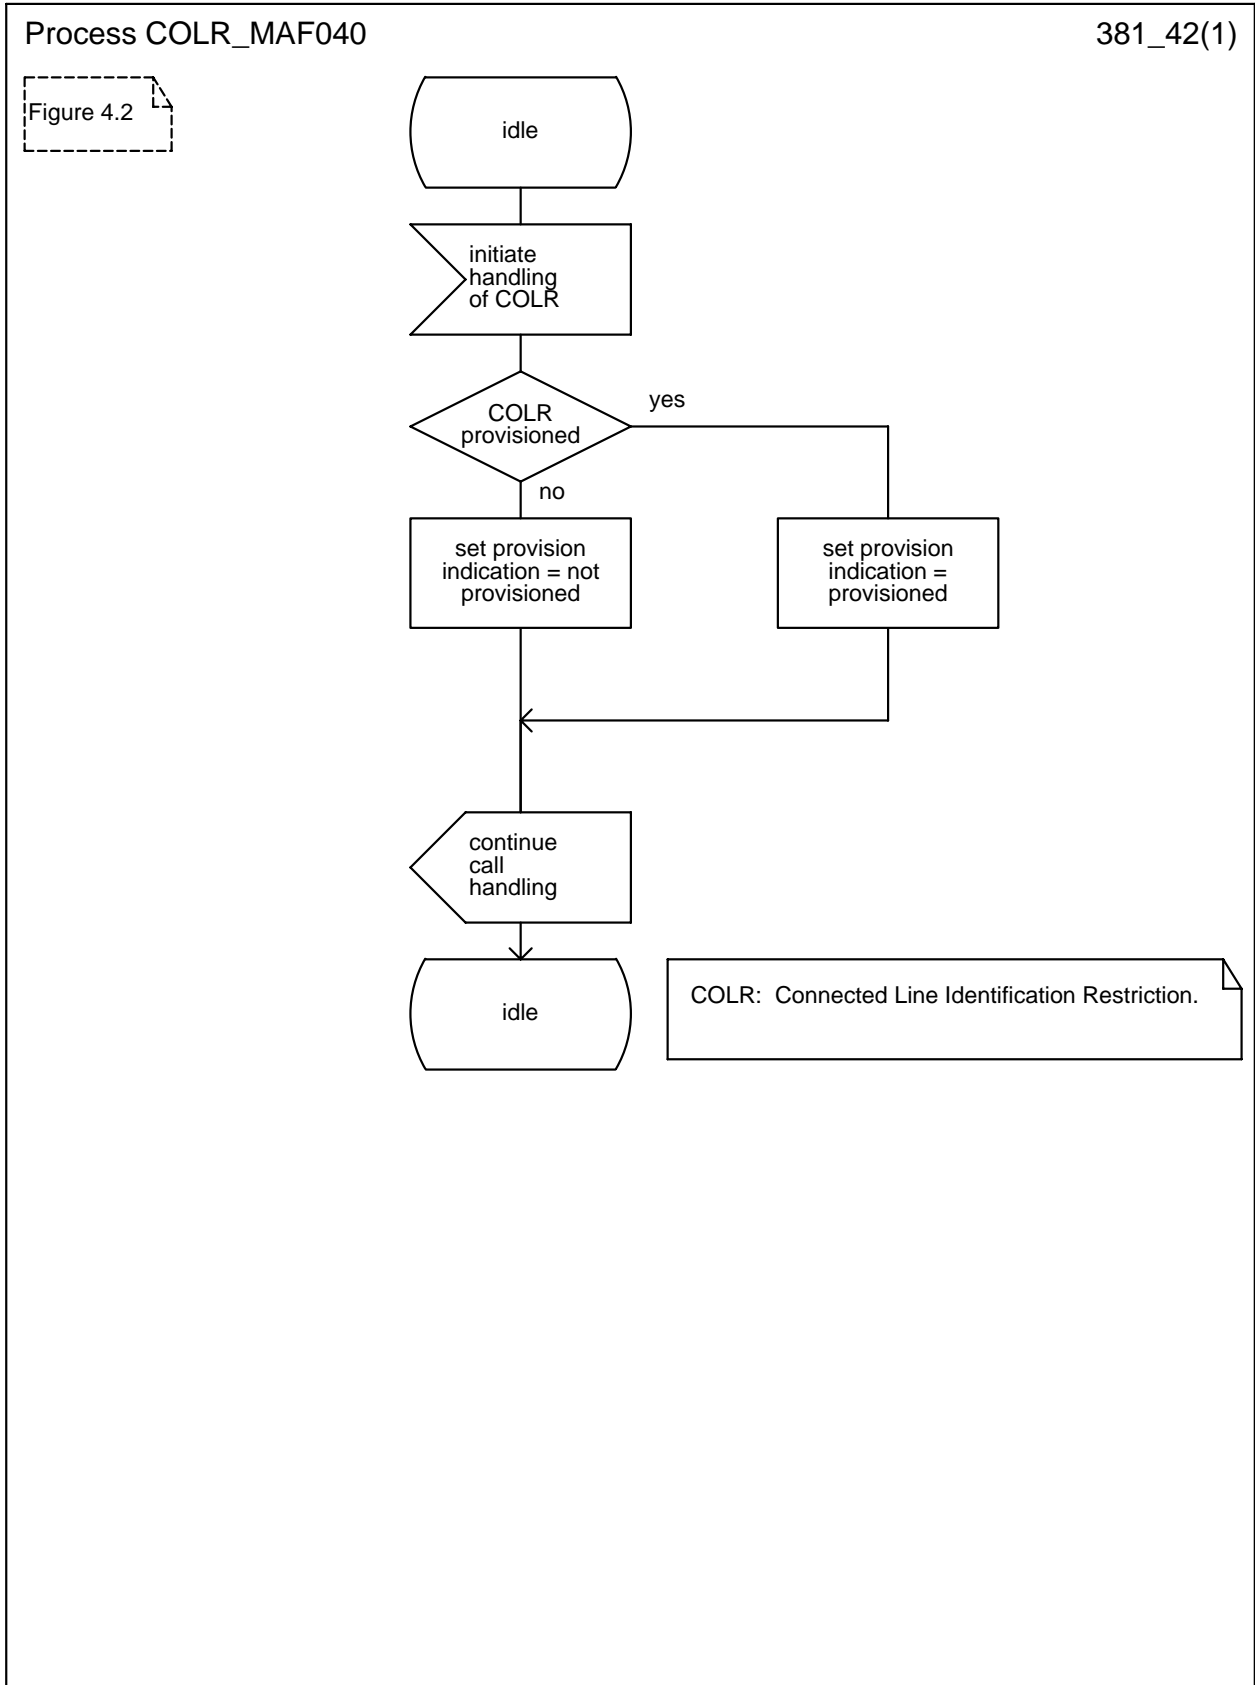 Process COLR_MAF040
381_42(1)
Figure 4.2
idle
initiate
handling
of COLR
COLR
provisioned
yes
no
set provision
indication = not
provisioned
set provision
indication =
provisioned
continue
call
handling
idle
COLR:  Connected Line Identification Restriction.